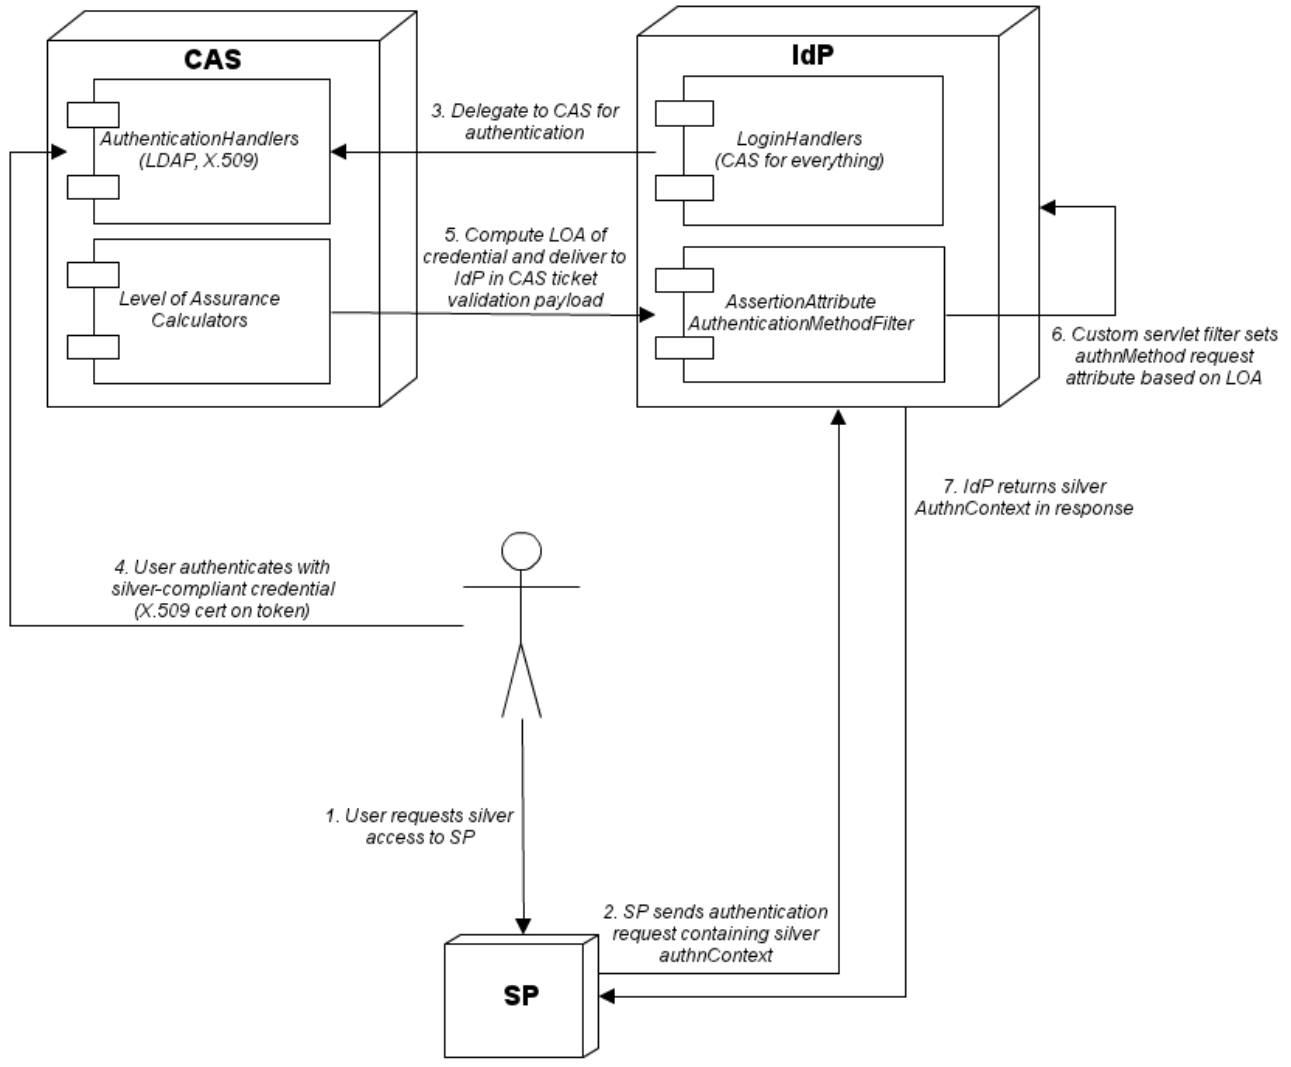 CAS
IdP
AuthenticationHandlers
(LDAP, X.509)
3. Delegate to CAS for
authentication
LoginHandlers
(CAS for everything)
Level of Assurance
Calculators
5. Compute LOA of
credential and deliver to
IdP in CAS ticket
validation payload
AssertionAttribute
AuthenticationMethodFilter
6. Custom servlet filter sets
authnMethod request
attribute based on LOA
7. IdP returns silver
AuthnContext in response
4. User authenticates with
silver-compliant credential
(X.509 cert on token)
1. User requests silver
access to SP
2. SP sends authentication
request containing silver
authnContext
SP